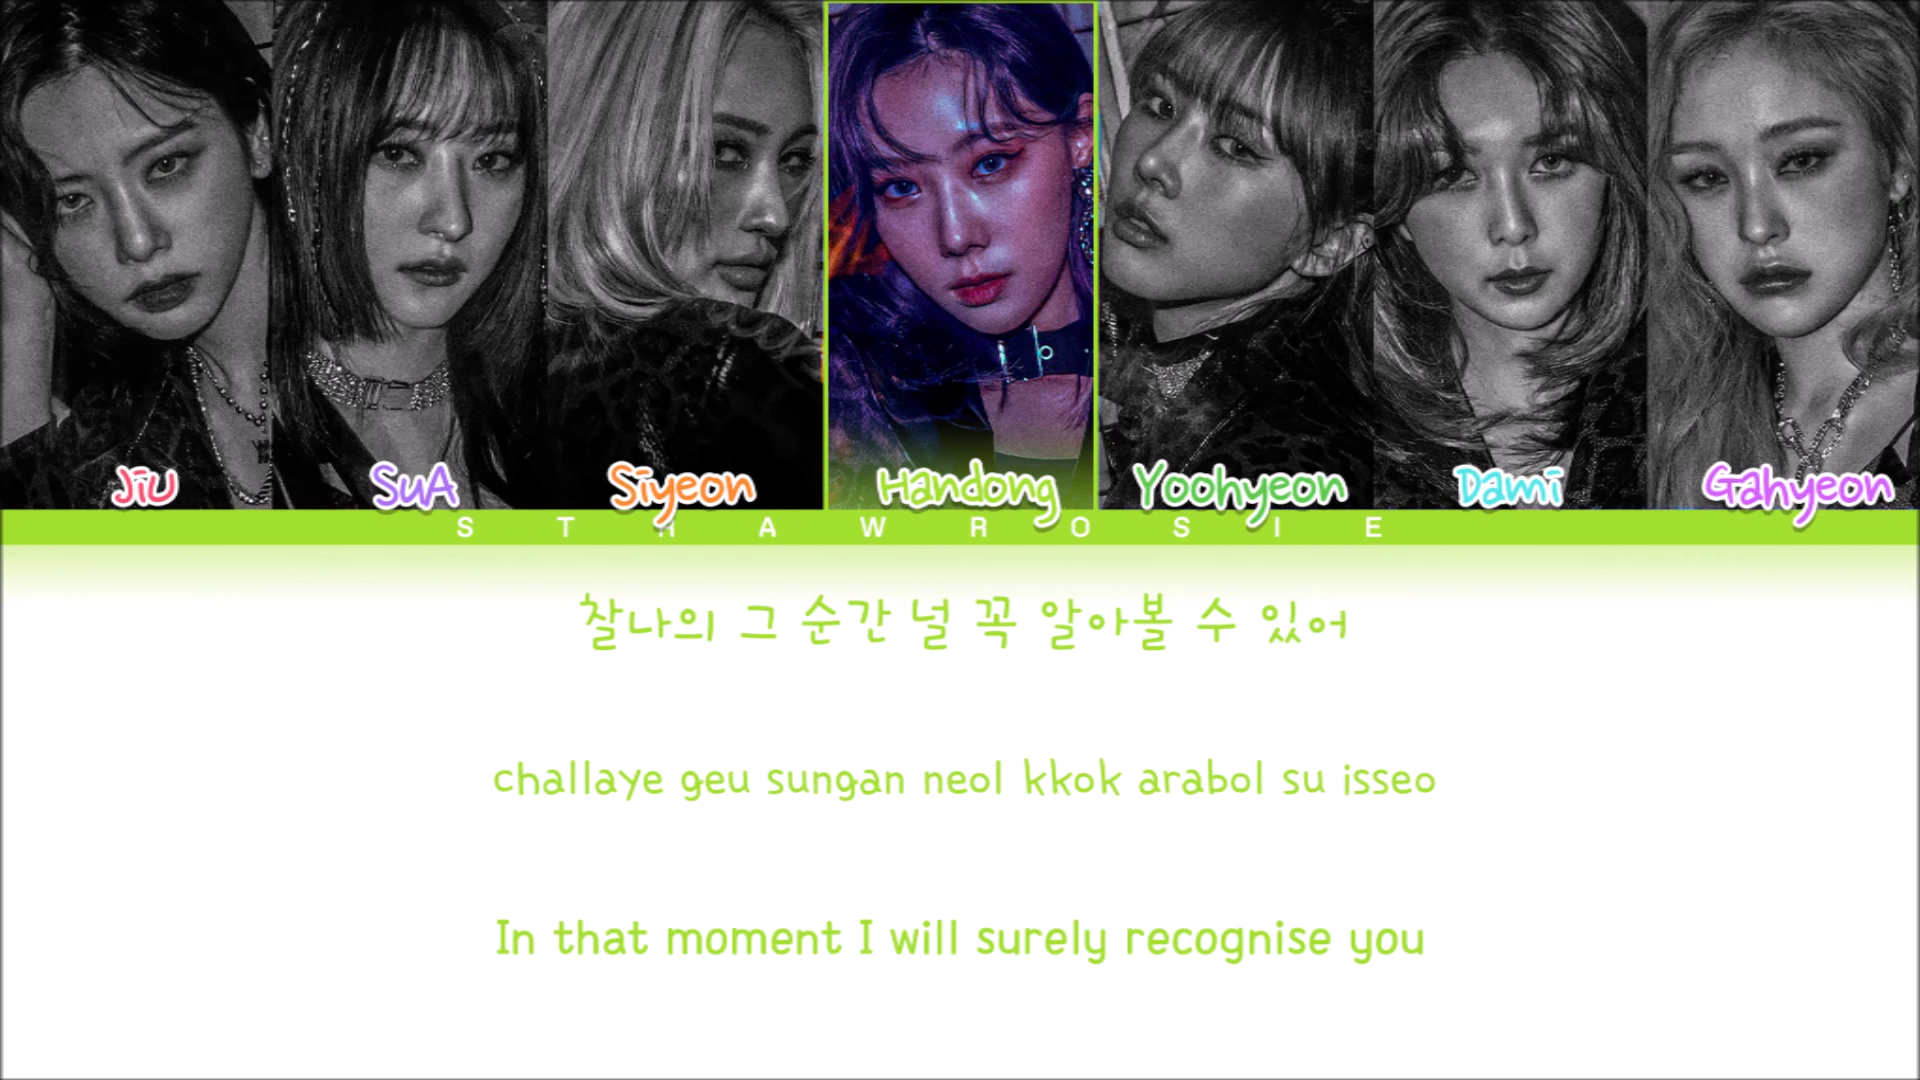 JiU SuA Siyeon Handong Yoohyeon Dami Gahyeon
STRAWROSIE
찰나의 그 순간 널 꼭 알아볼 수 있어
challaye geu sungan neol kkok arabol su isseo
In that moment I will surely recognise you